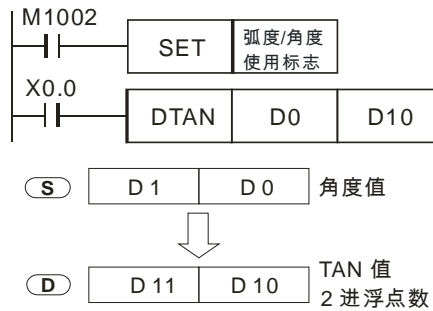 M1002
SET
弧度/角度
使用标志
X0.0
DTAN D0 D10
S D 1 D 0 角度值
D D 11 D 10 TAN 值
2 进浮点数